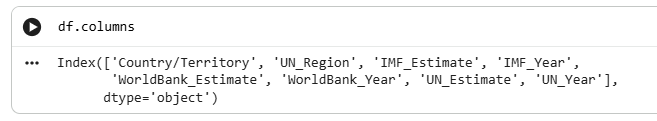 df.columns
Index(['Country/Territory', 'UN_Region', 'IMF_Estimate', 'IMF_Year',
       'WorldBank_Estimate', 'WorldBank_Year', 'UN_Estimate', 'UN_Year'],
      dtype='object')